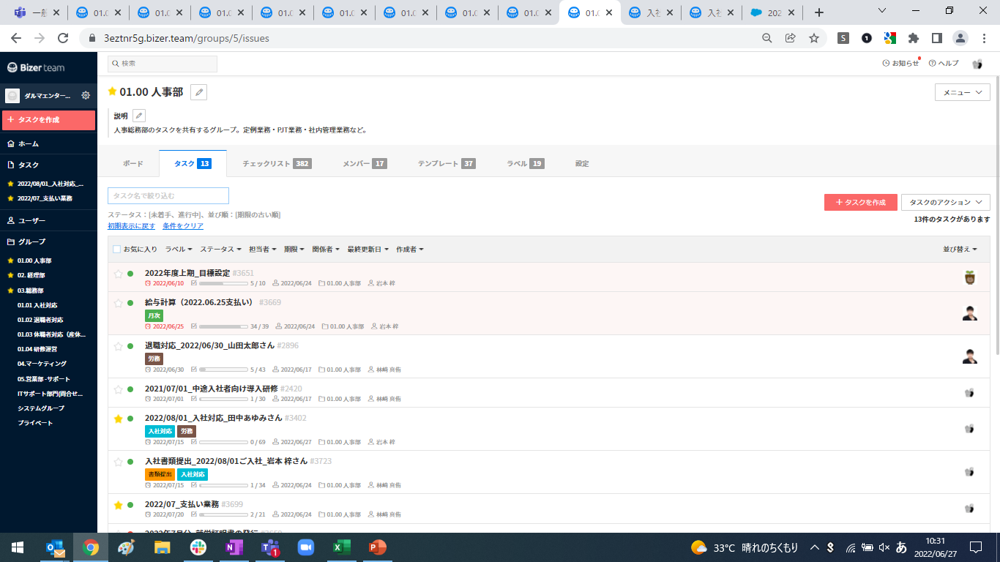 一般
01.0
01.0
01.0
01.0
01.0
01.0
01.0
01.0
01.0
入社
入社
202
3eztnr5g.bizer.team/groups/5/issues
Bizer team
検索
お知らせ
ヘルプ
ダルマエンター...
タスクを作成
ホーム
タスク
2022/08/01_入社対応_...
2022/07_支払い業務
ユーザー
グループ
01.00 人事部
02. 経理部
03.総務部
01.01 入社対応
01.02 退職者対応
01.03 休職者対応（産休...
01.04 研修運営
04.マーケティング
05.営業部 -サポート
ITサポート部門(問合せ...
システムグループ
プライベート
01.00 人事部
メニュー
説明
人事総務部のタスクを共有するグループ。定例業務・PJT業務・社内管理業務など。
ボード タスク 13 チェックリスト 382 メンバー 17 テンプレート 37 ラベル 19 設定
タスク名で絞り込む
タスクを作成 タスクのアクション
ステータス：[未着手、進行中]、並び順：[期限の古い順]
13件のタスクがあります
初期表示に戻す 条件をクリア
お気に入り ラベル ステータス 担当者 期限 関係者 最終更新日 作成者 並び替え
2022年度上期_目標設定 #3651
2022/06/10 5 / 10 2022/06/24 01.00 人事部 岩本 梓
給与計算（2022.06.25支払い） #3669
月次
2022/06/25 34 / 39 2022/06/24 01.00 人事部 岩本 梓
退職対応_2022/06/30_山田太郎さん #2896
労務
2022/06/30 5 / 43 2022/06/17 01.00 人事部 林﨑 真侑
2021/07/01_中途入社者向け導入研修 #2420
2022/07/01 1 / 30 2022/06/17 01.00 人事部 林﨑 真侑
2022/08/01_入社対応_田中あゆみさん #3402
入社対応 労務
2022/07/15 0 / 69 2022/06/27 01.00 人事部 岩本 梓
入社書類提出_2022/08/01ご入社_岩本 梓さん #3723
書類提出 入社対応
2022/07/15 1 / 34 2022/06/24 01.00 人事部 林﨑 真侑
2022/07_支払い業務 #3699
2022/07/20 2 / 21 2022/06/24 01.00 人事部 林﨑 真侑
33°C 晴れのちくもり
あ
10:31
2022/06/27